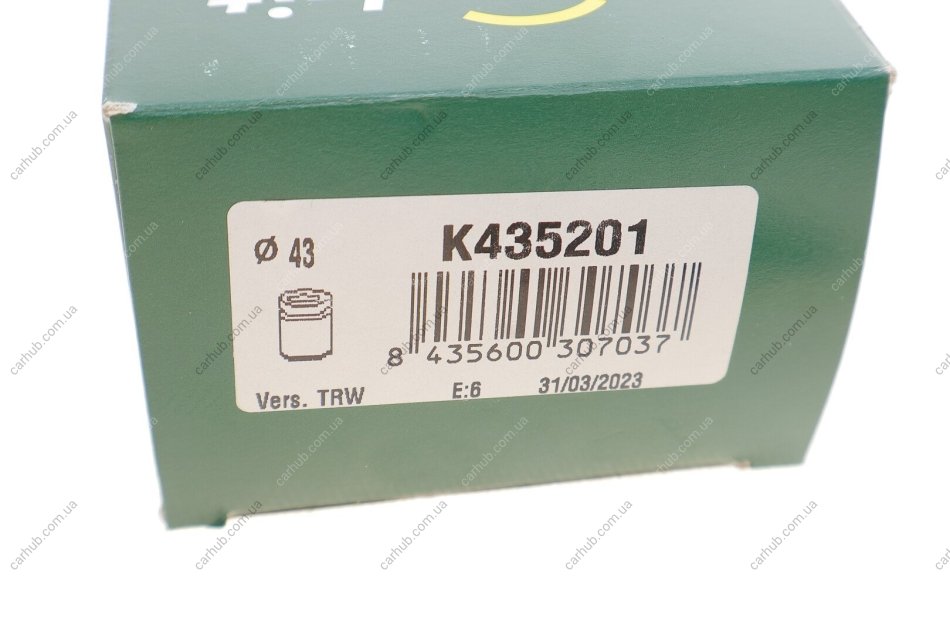 Ø 43
K435201
8 435600 307037
Vers. TRW
E:6
31/03/2023
carhub.com.ua